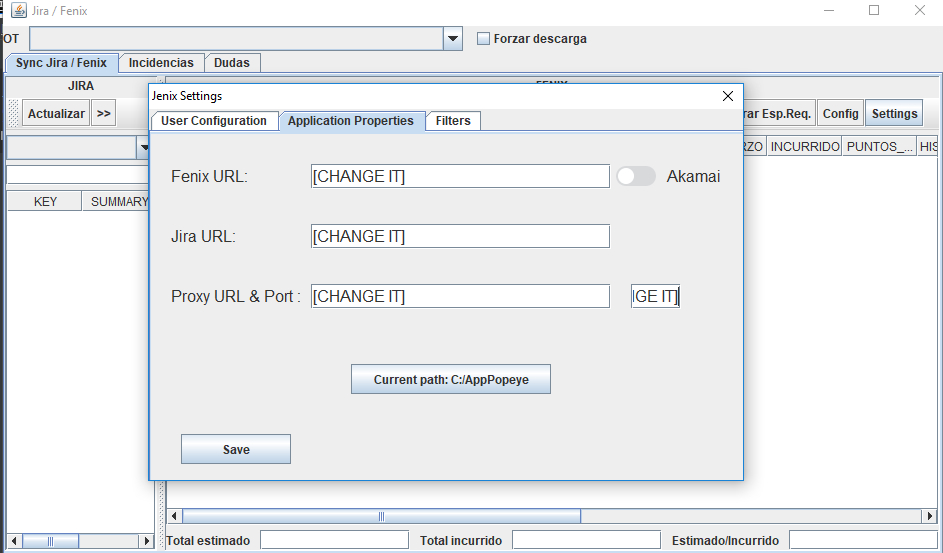 Jira / Fenix
OT
Forzar descarga
Sync Jira / Fenix Incidencias Dudas
JIRA
Jenix Settings
User Configuration Application Properties Filters
Actualizar >>
rar Esp.Req. Config Settings
RZO INCURRIDO PUNTOS_... HIS
KEY SUMMARY
Fenix URL: [CHANGE IT] Akamai
Jira URL: [CHANGE IT]
Proxy URL & Port : [CHANGE IT] IGE IT]
Current path: C:/AppPopeye
Save
Total estimado Total incurrido Estimado/Incurrido